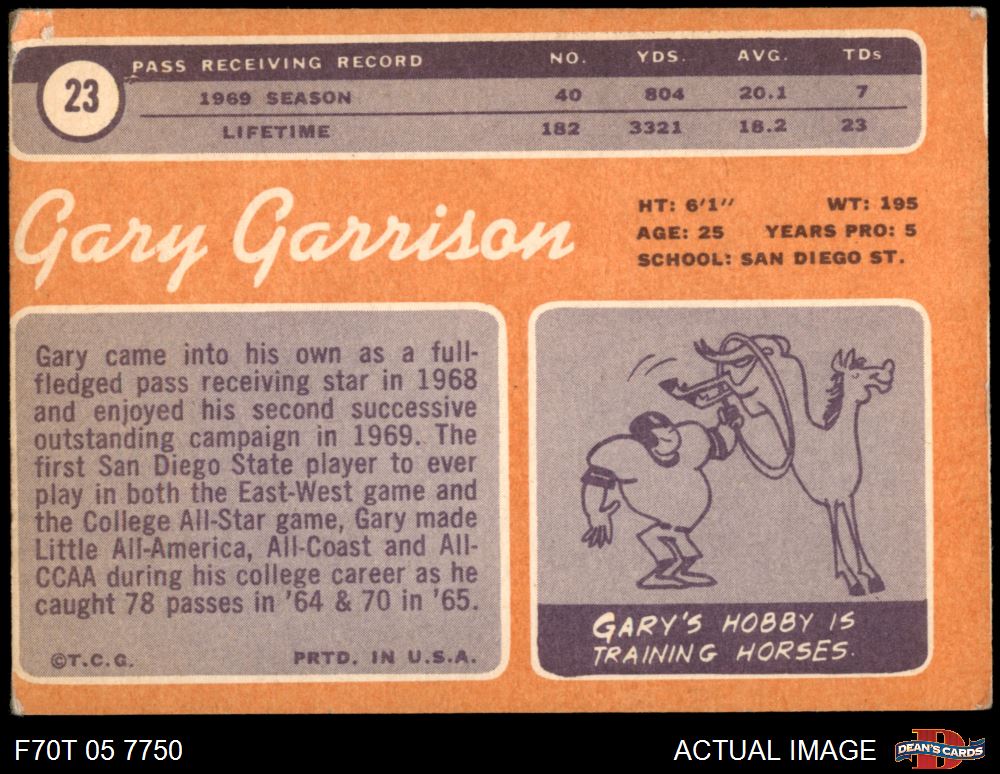 23
PASS RECEIVING RECORD NO. YDS. AVG. TDs
1969 SEASON 40 804 20.1 7
LIFETIME 182 3321 18.2 23
Gary Garrison
HT: 6'1" WT: 195
AGE: 25 YEARS PRO: 5
SCHOOL: SAN DIEGO ST.
Gary came into his own as a full-
fledged pass receiving star in 1968
and enjoyed his second successive
outstanding campaign in 1969. The
first San Diego State player to ever
play in both the East-West game and
the College All-Star game, Gary made
Little All-America, All-Coast and All-
CCAA during his college career as he
caught 78 passes in '64 & 70 in '65.
©T.C.G. PRTD. IN U.S.A.
GARY'S HOBBY IS
TRAINING HORSES.
F70T 05 7750
ACTUAL IMAGE
D
DEAN'S CARDS